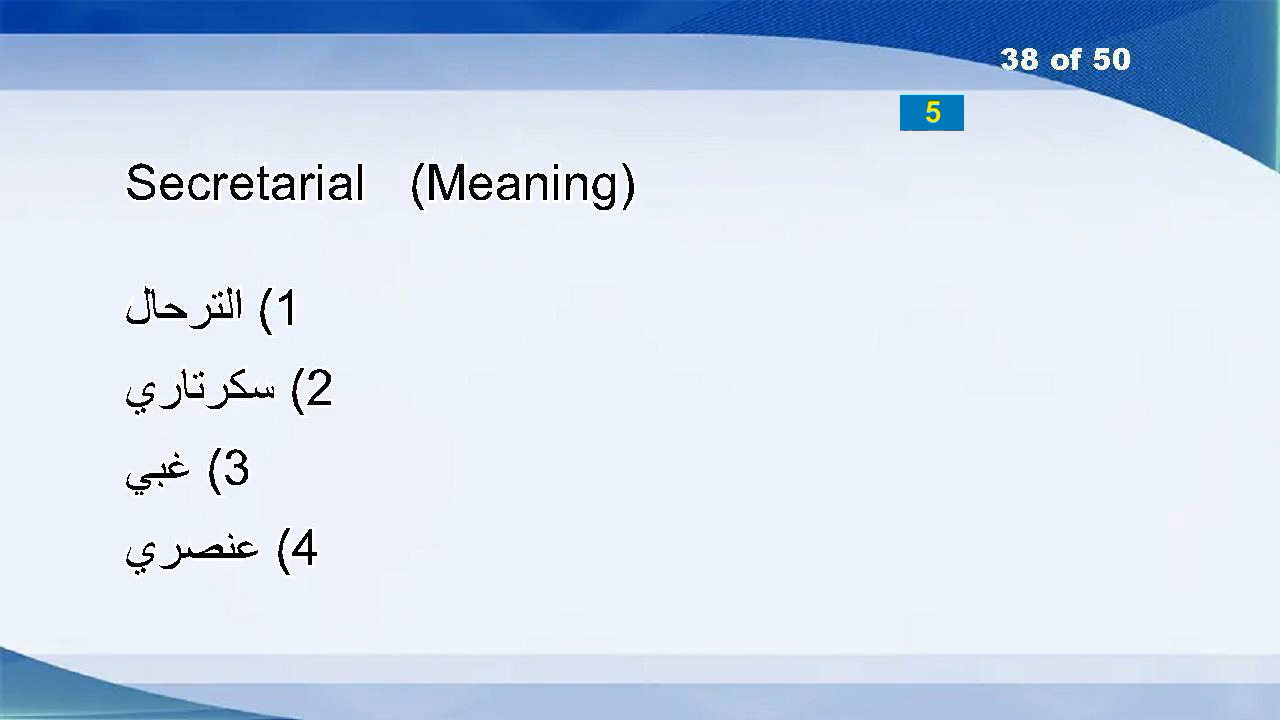 38 of 50
5
Secretarial (Meaning)
1) الترحال
2) سكرتاري
3) غبي
4) عنصري